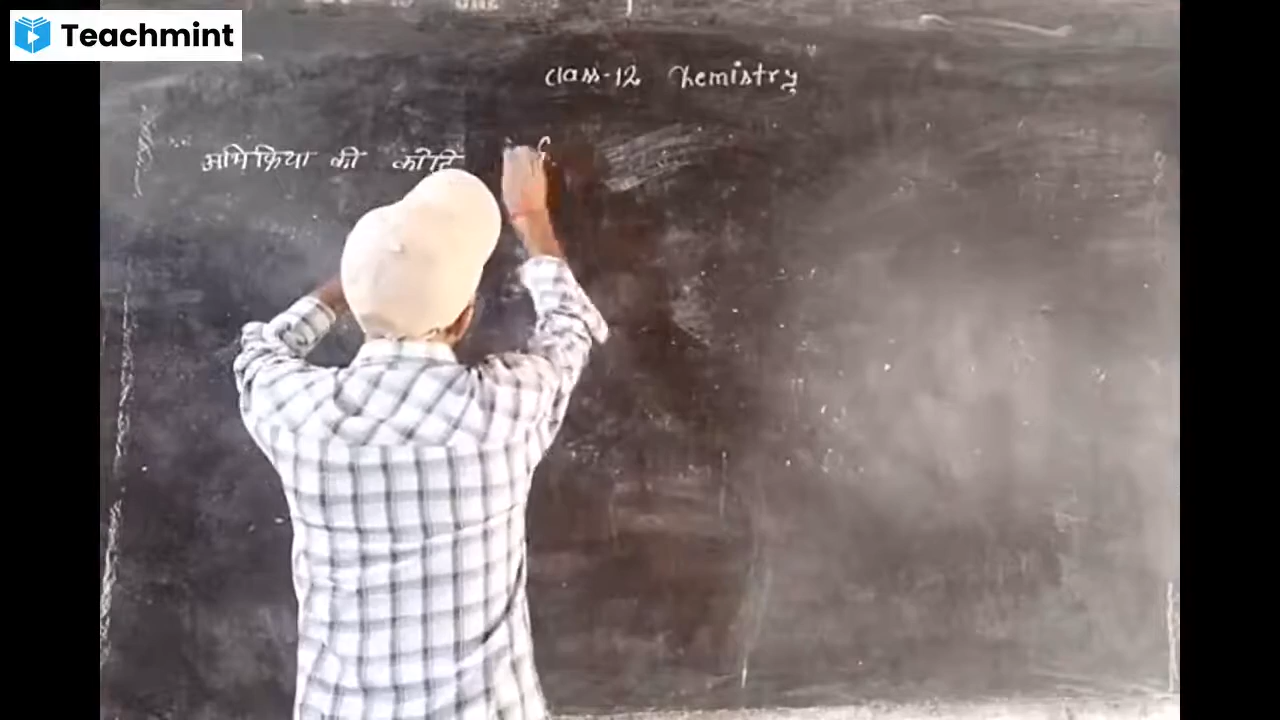 Teachmint
Class-12 Chemistry
अभिक्रिया की कोटि